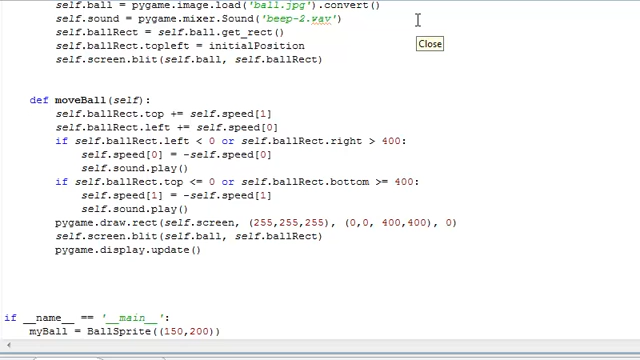 self.ball = pygame.image.load('ball.jpg').convert()
self.sound = pygame.mixer.Sound('beep-2.wav')
self.ballRect = self.ball.get_rect()
self.ballRect.topleft = initialPosition
Close
self.screen.blit(self.ball, self.ballRect)
def moveBall(self):
self.ballRect.top += self.speed[1]
self.ballRect.left += self.speed[0]
if self.ballRect.left < 0 or self.ballRect.right > 400:
self.speed[0] = -self.speed[0]
self.sound.play()
if self.ballRect.top <= 0 or self.ballRect.bottom >= 400:
self.speed[1] = -self.speed[1]
self.sound.play()
pygame.draw.rect(self.screen, (255,255,255), (0,0, 400,400), 0)
self.screen.blit(self.ball, self.ballRect)
pygame.display.update()
if __name__ == '__main__':
myBall = BallSprite((150,200))